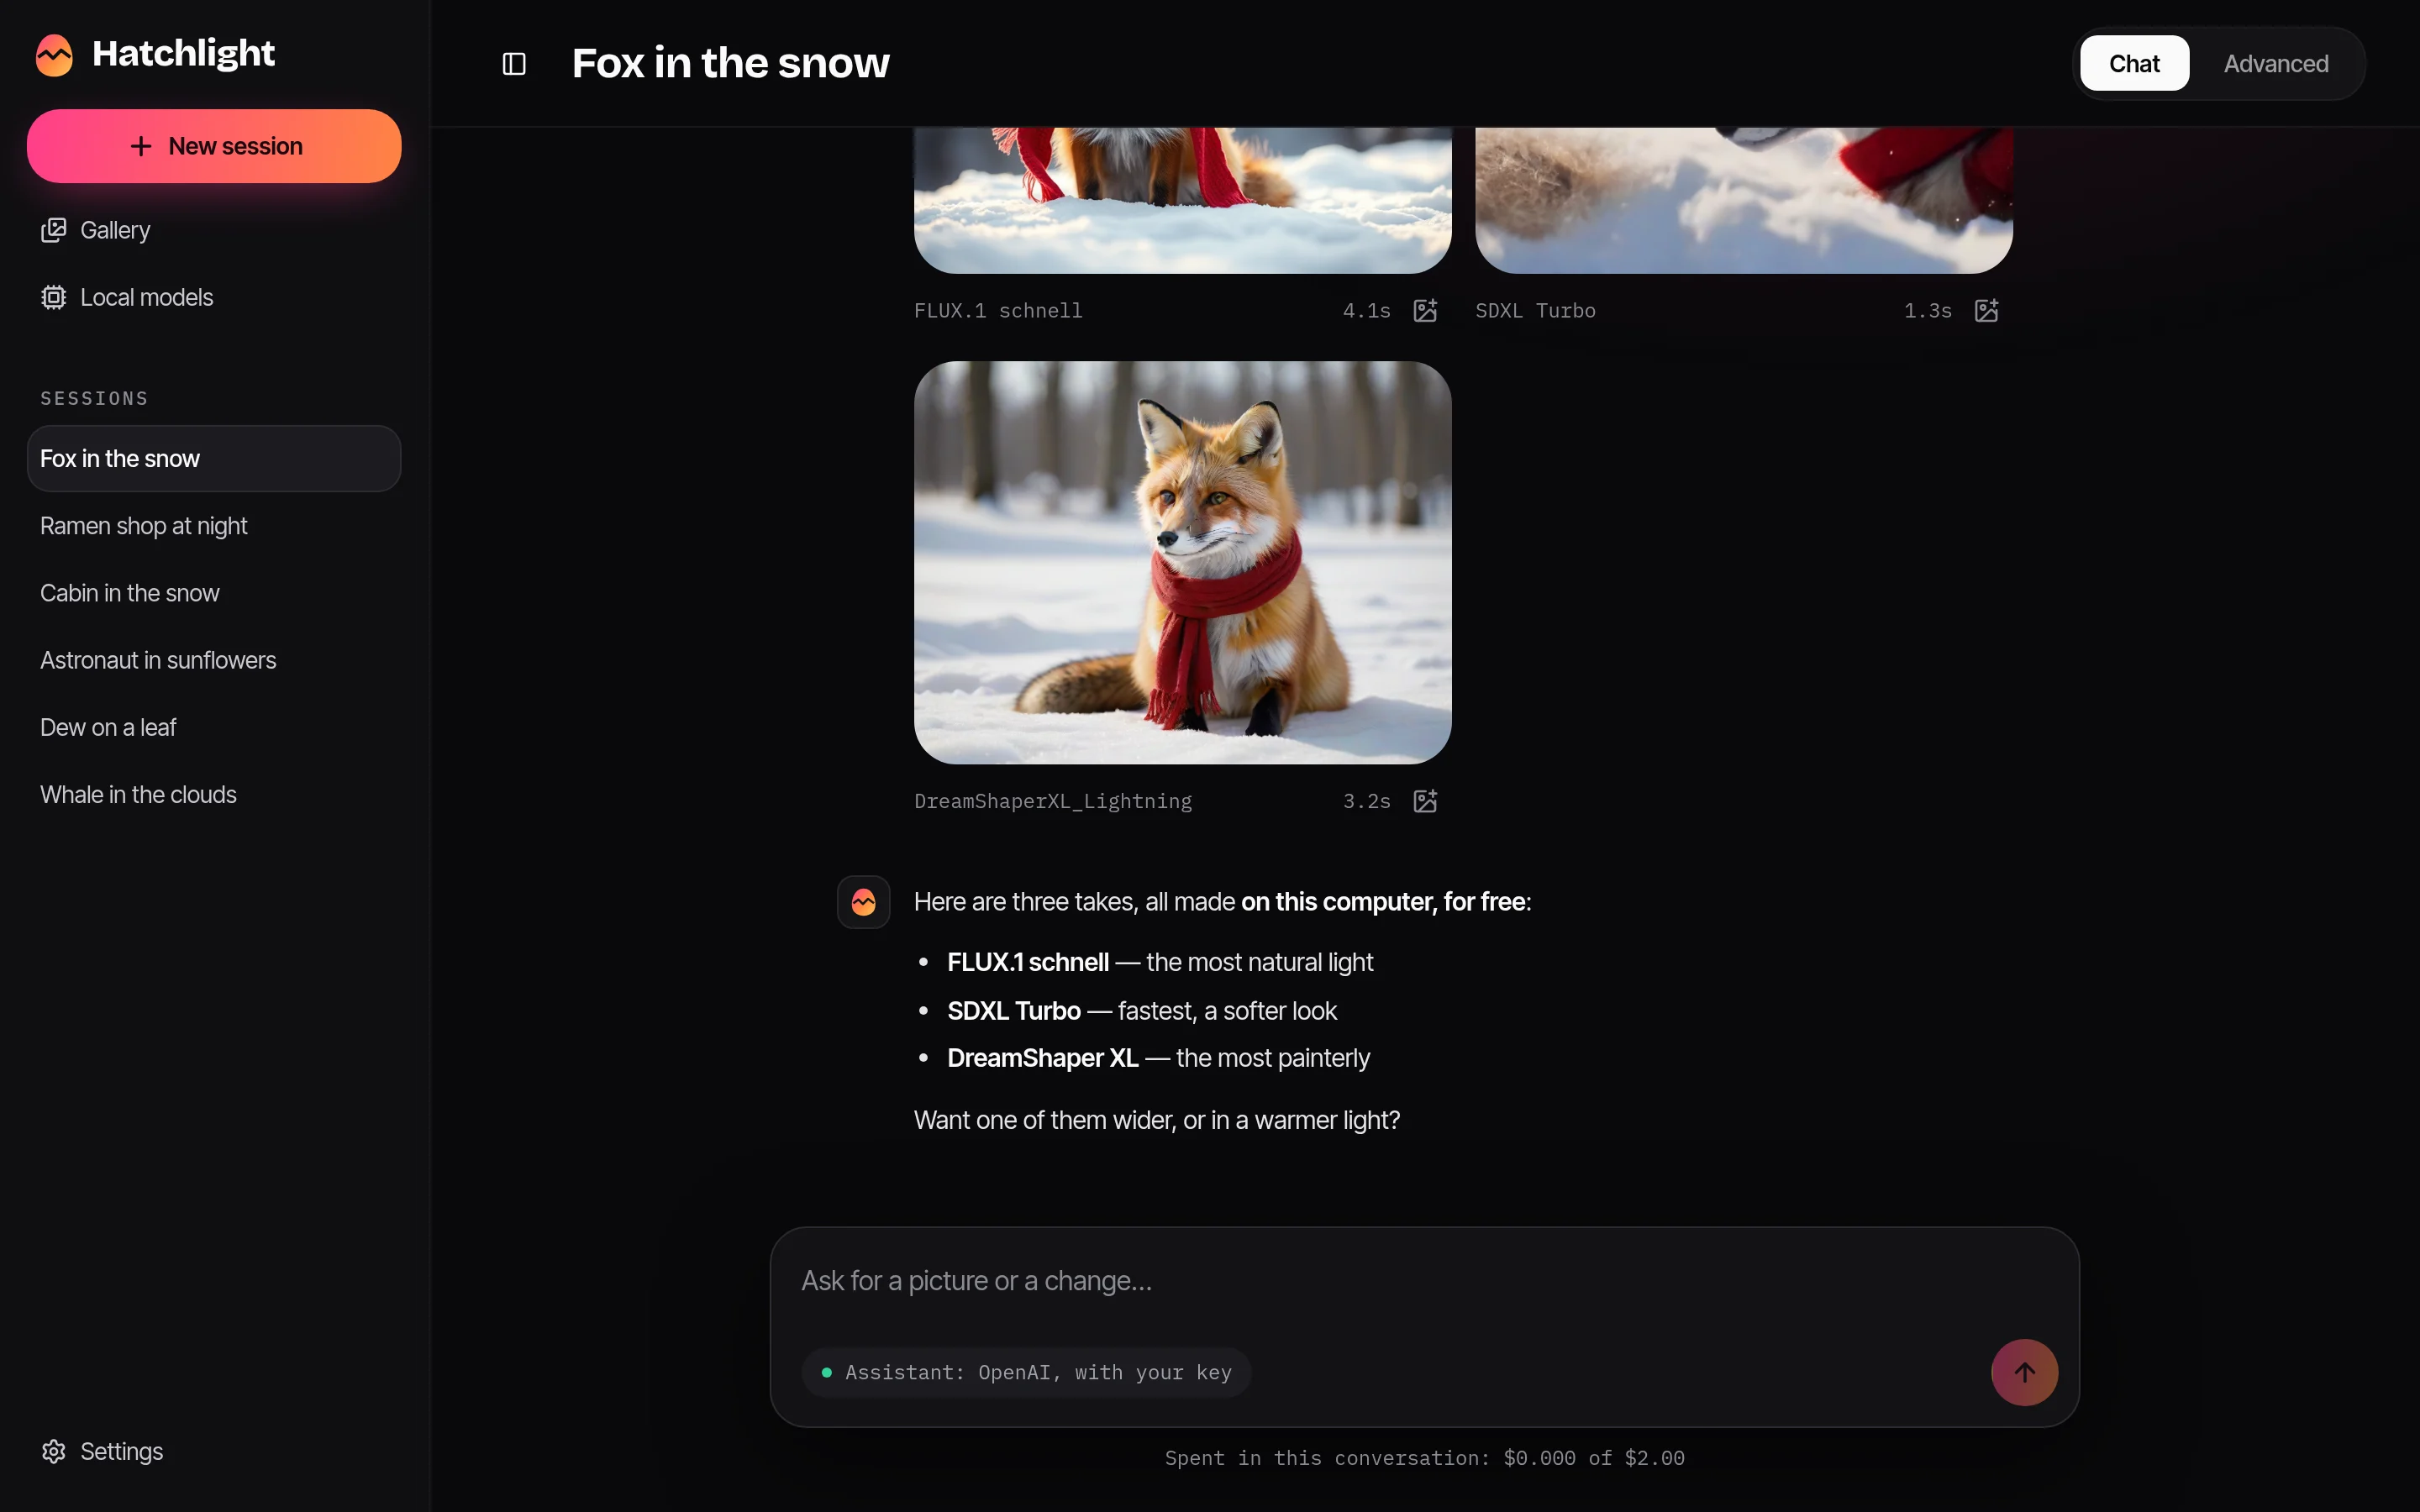 Hatchlight
New session
Gallery
Local models
SESSIONS
Fox in the snow
Ramen shop at night
Cabin in the snow
Astronaut in sunflowers
Dew on a leaf
Whale in the clouds
Settings
Fox in the snow
Chat
Advanced
FLUX.1 schnell 4.1s
SDXL Turbo 1.3s
DreamShaperXL_Lightning 3.2s
Here are three takes, all made on this computer, for free:
• FLUX.1 schnell — the most natural light
• SDXL Turbo — fastest, a softer look
• DreamShaper XL — the most painterly
Want one of them wider, or in a warmer light?
Ask for a picture or a change...
Assistant: OpenAI, with your key
Spent in this conversation: $0.000 of $2.00